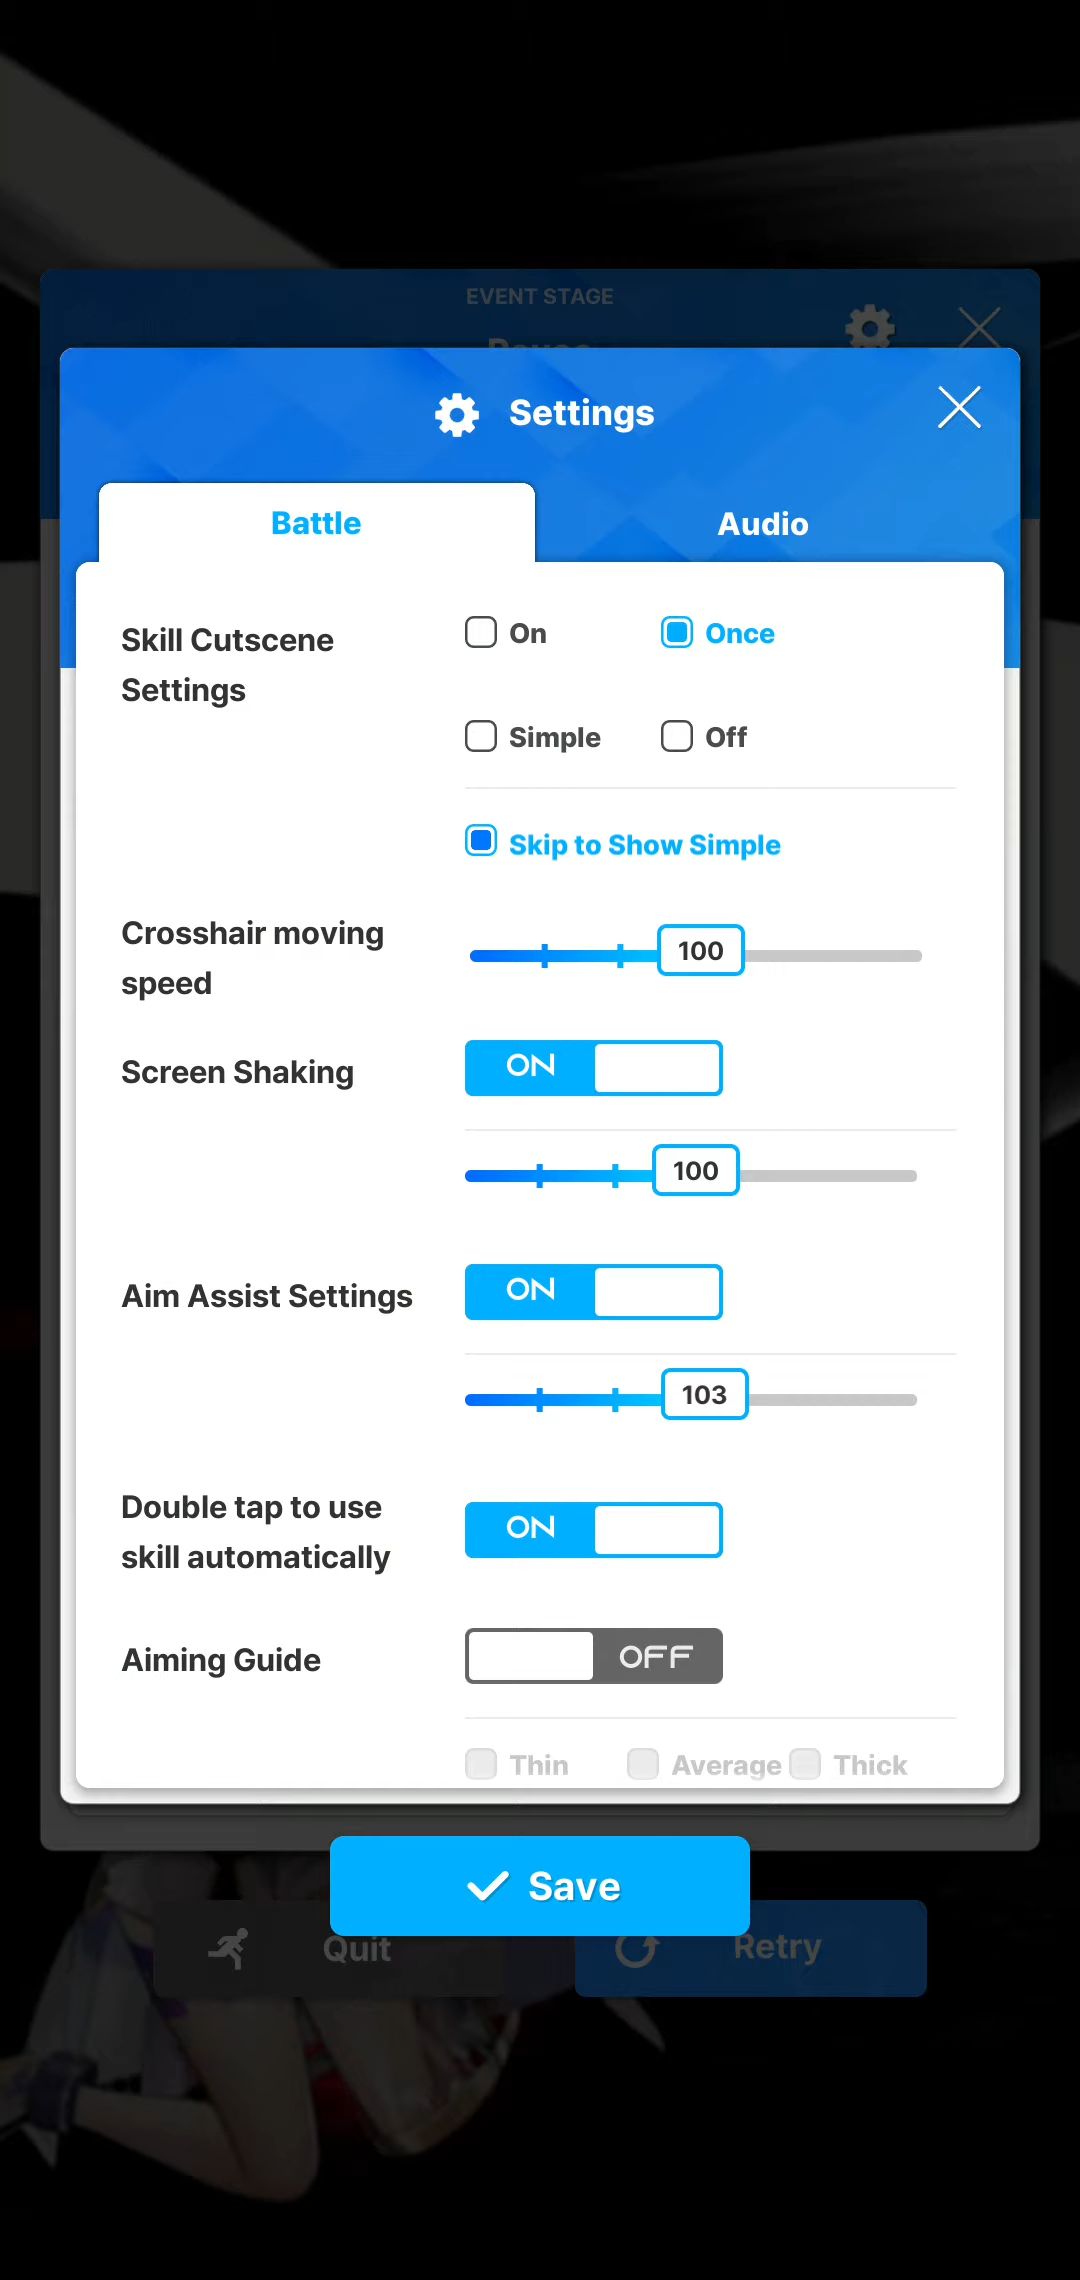 EVENT STAGE
Pause
Settings
Battle
Audio
Skill Cutscene
Settings
On
Once
Simple
Off
Skip to Show Simple
Crosshair moving
speed
100
Screen Shaking
ON
100
Aim Assist Settings
ON
103
Double tap to use
skill automatically
ON
Aiming Guide
OFF
Thin
Average
Thick
Save
Quit
Retry